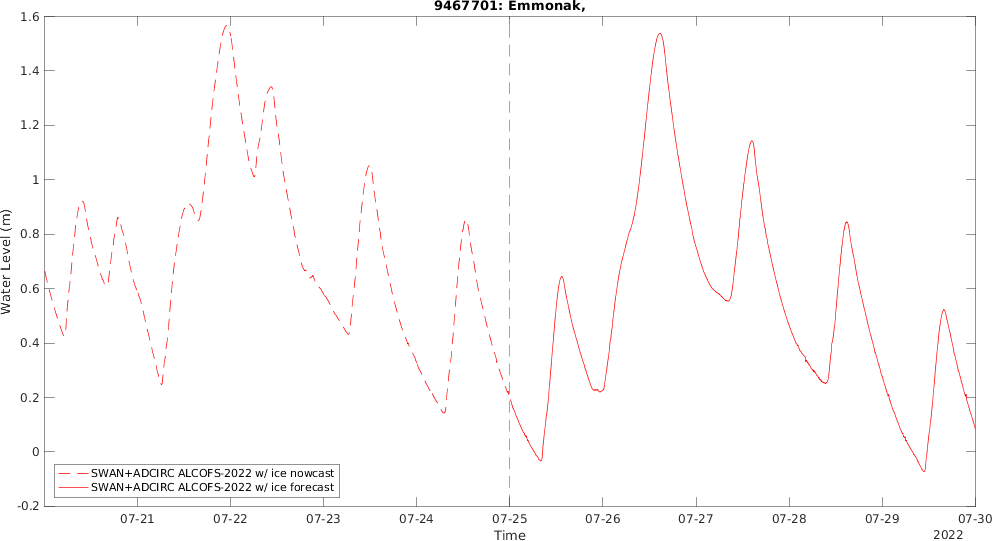 9467701: Emmonak,
1.6
1.4
1.2
1
0.8
0.6
0.4
0.2
0
-0.2
Water Level (m)
SWAN+ADCIRC ALCOFS-2022 w/ ice nowcast
SWAN+ADCIRC ALCOFS-2022 w/ ice forecast
07-21 07-22 07-23 07-24 07-25 07-26 07-27 07-28 07-29 07-30
Time
2022